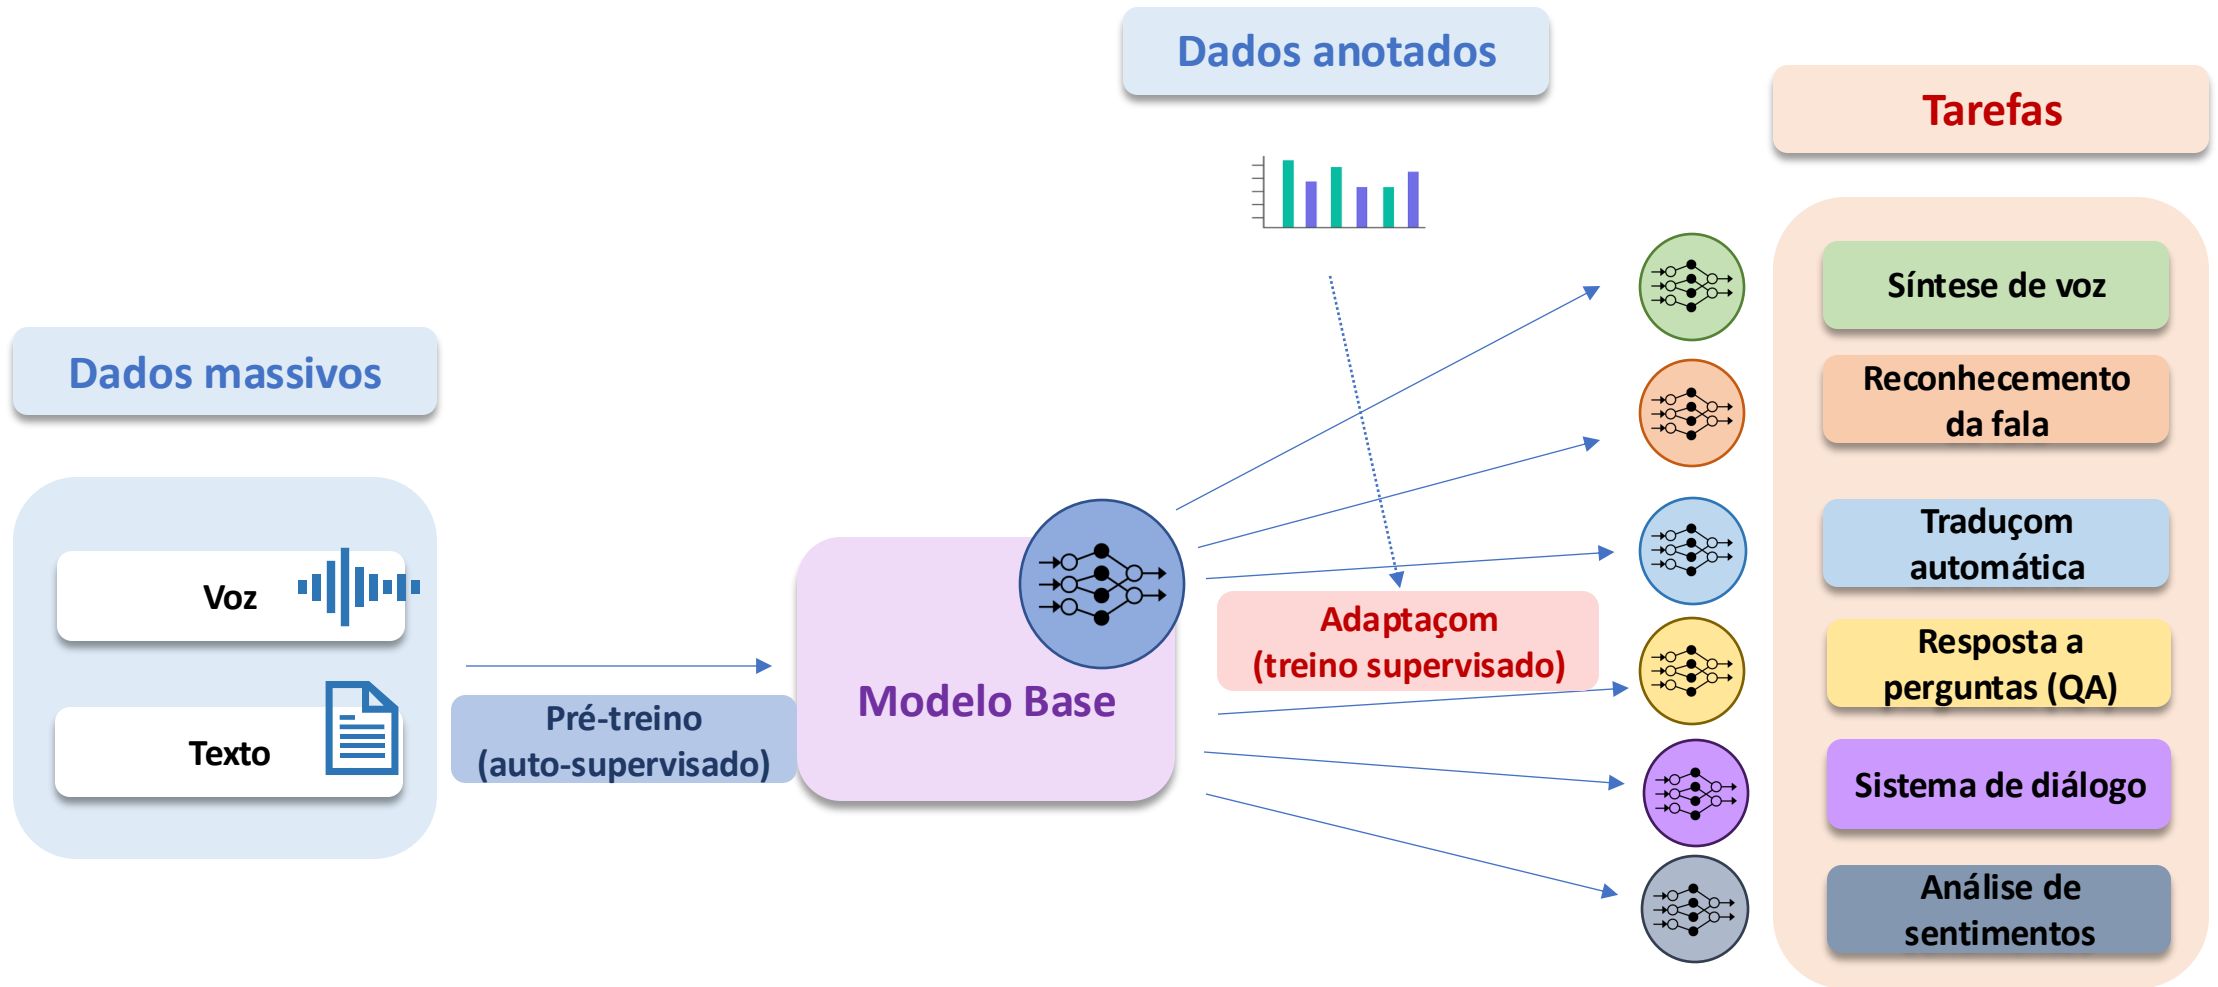 Dados massivos
Voz
Texto
Pré-treino
(auto-supervisado)
Modelo Base
Dados anotados
Adaptaçom
(treino supervisado)
Tarefas
Síntese de voz
Reconhecemento
da fala
Traduçom
automática
Resposta a
perguntas (QA)
Sistema de diálogo
Análise de
sentimentos